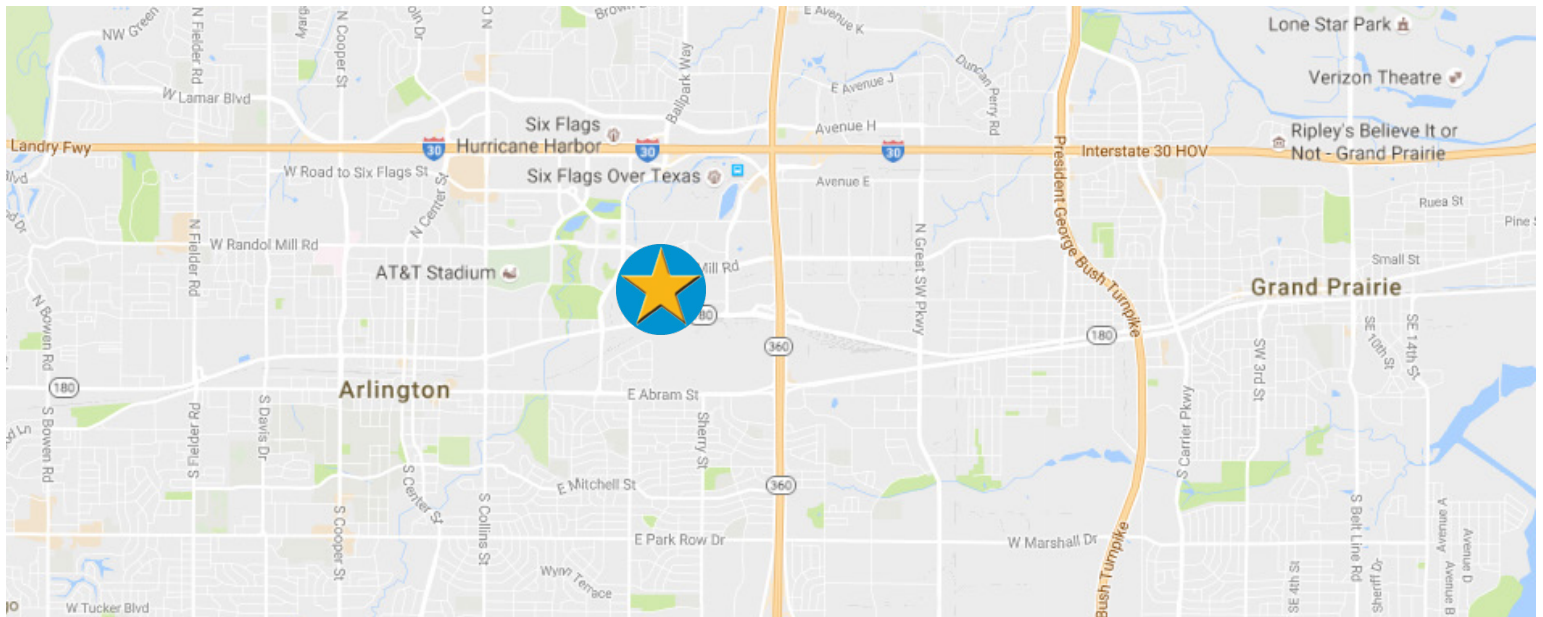 NW Green
N Fielder Rd
N Cooper St
E Avenue K
Lone Star Park
Verizon Theatre
W Lamar Blvd
Ballpark Way
E Avenue J
Duncan Perry Rd
Six Flags
Hurricane Harbor
Avenue H
Ripley's Believe It or
Not - Grand Prairie
Landry Fwy
30
30
30
Interstate 30 HOV
W Road to Six Flags St
Six Flags Over Texas
Avenue E
President George Bush Turnpike
Ruea St
Pine
N Center St
N Fielder Rd
W Randol Mill Rd
AT&T Stadium
Mill Rd
N Great SW Pkwy
Small St
Grand Prairie
N Bowen Rd
80
360
180
SE 10th St
SE 14th St
SW 3rd St
180
Arlington
E Abram St
S Bowen Rd
S Fielder Rd
S Davis Dr
Sherry St
S Carrier Pkwy
S Center St
E Mitchell St
360
S Cooper St
S Collins St
E Park Row Dr
W Marshall Dr
S Belt Line Rd
Avenue A
Avenue D
Avenue B
Wynn Terrace
Bush Turnpike
SE 4th St
Sheriff Dr
W Tucker Blvd